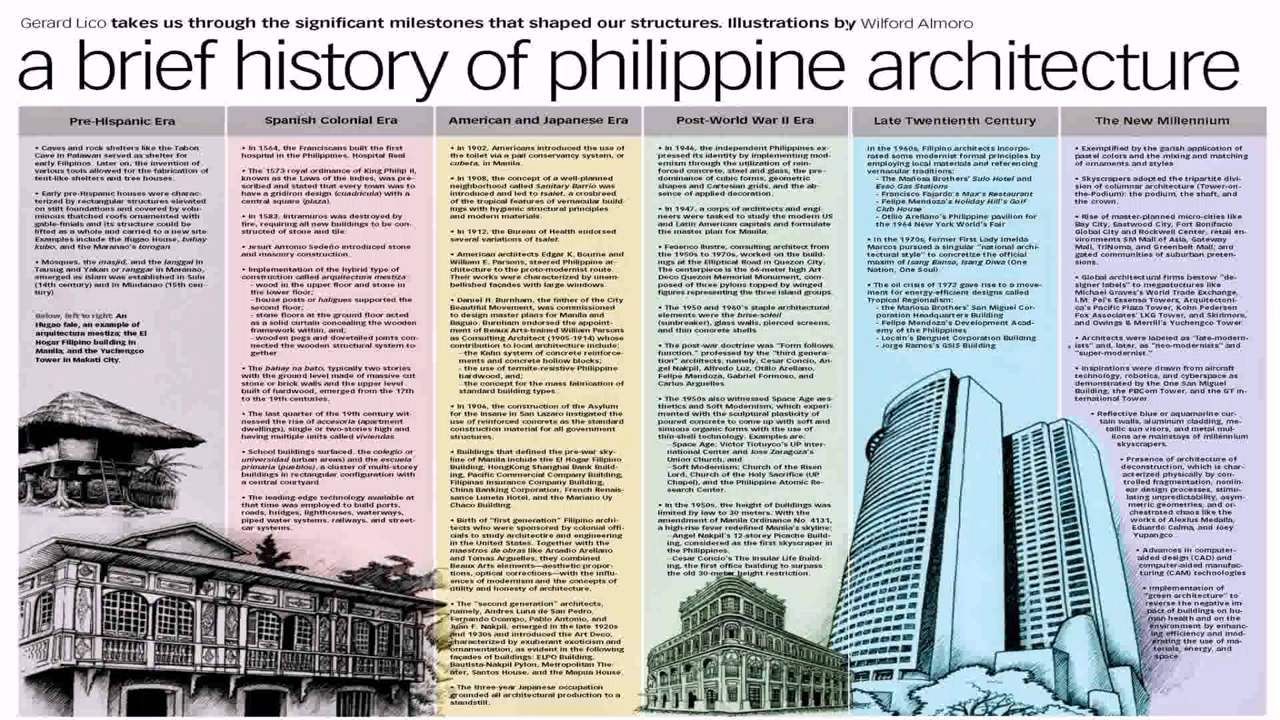 Gerard Lico takes us through the significant milestones that shaped our structures. Illustrations by Wilford Almoro
a brief history of philippine architecture
Pre-Hispanic Era
• Caves and rock shelters like the Tabon
Cave in Palawan served as shelter for
early Filipinos. Later on, the invention of
various tools allowed for the fabrication of
tent-like shelters and tree houses.
• Early pre-Hispanic houses were charac-
terized by rectangular structures elevated
on stilt foundations and covered by volu-
minous thatched roofs ornamented with
gable-finials and its structure could be
lifted as a whole and carried to a new site.
Examples include the Ifugao House, bahay
kubo, and the Maranao's torogan.
• Mosques, the masjid, and the langgal in
Tausug and Yakan or ranggar in Maranao,
emerged as Islam was established in Sulu
(14th century) and in Mindanao (15th cen-
tury)
Below, left to right: An
Ifugao fale, an example of
arquitectura mestiza; the El
Hogar Filipino building in
Manila; and the Yuchengco
Tower in Makati City.
Spanish Colonial Era
• In 1564, the Franciscans built the first
hospital in the Philippines, Hospital Real
• The 1573 royal ordinance of King Philip II,
known as the Laws of the Indies, was pre-
scribed and stated that every town was to
have a gridiron design (cuadricula) with a
central square (plaza).
• In 1583, Intramuros was destroyed by
fire, requiring all new buildings to be con-
structed of stone and tile.
• Jesuit Antonio Sedeño introduced stone
and masonry construction.
• Implementation of the hybrid type of
construction called arquitectura mestiza:
- wood in the upper floor and stone in
the lower floor;
- house posts or haligues supported the
second floor;
- stone floors at the ground floor acted
as a solid curtain concealing the wooden
framework within, and;
- wooden pegs and dovetailed joints con-
nected the wooden structural system to
gether
• The bahay na bato, typically two stories
with the ground level made of massive cut
stone or brick walls and the upper level
built of hardwood, emerged from the 17th
to the 19th centuries.
• The last quarter of the 19th century wit-
nessed the rise of accesoria (apartment
dwellings), single or two-stories high and
having multiple units called viviendas
• School buildings surfaced, the colegio or
universidad (urban areas) and the escuela
primaria (pueblos), a cluster of multi-storey
buildings in rectangular configuration with
a central courtyard
• The leading-edge technology available at
that time was employed to build ports,
roads, bridges, lighthouses, waterways,
piped water systems, railways, and street-
car systems.
American and Japanese Era
• In 1902, Americans introduced the use of
the toilet via a pail conservancy system, or
cubeta, in Manila.
• In 1908, the concept of a well-planned
neighborhood called Sanitary Barrio was
introduced and led to tsalet, a crossbreed
of the tropical features of vernacular build-
ings with hygienic structural principles
and modern materials.
• In 1912, the Bureau of Health endorsed
several variations of tsalet.
• American architects Edgar K. Bourne and
William E. Parsons, steered Philippine ar-
chitecture to the proto-modernist route.
Their works were characterized by unem-
bellished façades with large windows.
• Daniel H. Burnham, the father of the City
Beautiful Movement, was commissioned
to design master plans for Manila and
Baguio. Burnham endorsed the appoint-
ment of Beaux Arts-trained William Parsons
as Consulting Architect (1905-1914) whose
contribution to local architecture include;
- the Kahn system of concrete reinforce-
ments and concrete hollow blocks;
- the use of termite-resistive Philippine
hardwood, and;
- the concept for the mass fabrication of
standard building types.
• In 1906, the construction of the Asylum
for the Insane in San Lazaro instigated the
use of reinforced concrete as the standard
construction material for all government
structures.
• Buildings that defined the pre-war sky-
line of Manila include the El Hogar Filipino
Building, HongKong Shanghai Bank Build-
ing, Pacific Commercial Company Building,
Filipinas Insurance Company Building,
China Banking Corporation, French Renais-
sance Luneta Hotel, and the Mariano Uy
Chaco Building.
• Birth of "first generation" Filipino archi-
tects who were sponsored by colonial offi-
cials to study architecture and engineering
in the United States. Together with the
maestros de obras like Arcadio Arellano
and Tomas Arguelles, they combined
Beaux Arts elements—aesthetic propor-
tions, optical corrections—with the influ-
ences of modernism and the concepts of
utility and honesty of architecture.
• The "second generation" architects,
namely, Andres Luna de San Pedro,
Fernando Ocampo, Pablo Antonio, and
Juan F. Nakpil, emerged in the late 1920s
and 1930s and introduced the Art Deco,
characterized by exuberant exoticism and
ornamentation, as evident in the following
façades of buildings: ELPO Building,
Bautista-Nakpil Pylon, Metropolitan The-
ater, Santos House, and the Mapua House.
• The three-year Japanese occupation
grounded all architectural production to a
standstill.
Post-World War II Era
• In 1946, the independent Philippines ex-
pressed its identity by implementing mod-
ernism through the utilization of rein-
forced concrete, steel and glass, the pre-
dominance of cubic forms, geometric
shapes and Cartesian grids, and the ab-
sence of applied decoration.
• In 1947, a corps of architects and engi-
neers were tasked to study the modern US
and Latin American capitals and formulate
the master plan for Manila.
• Federico Ilustre, consulting architect from
the 1950s to 1970s, worked on the build-
ings at the Elliptical Road in Quezon City.
The centerpiece is the 66-meter high Art
Deco Quezon Memorial Monument, com-
posed of three pylons topped by winged
figures representing the three island groups.
• The 1950 and 1960's staple architectural
elements were the brise-soleil
(sunbreaker), glass walls, pierced screens,
and thin concrete shells.
• The post-war doctrine was "Form follows
function," professed by the "third genera-
tion" architects, namely, Cesar Concio, An-
gel Nakpil, Alfredo Luz, Otilio Arellano,
Felipe Mendoza, Gabriel Formoso, and
Carlos Arguelles.
• The 1950s also witnessed Space Age aes-
thetics and Soft Modernism, which experi-
mented with the sculptural plasticity of
poured concrete to come up with soft and
sinuous organic forms with the use of
thin-shell technology. Examples are:
- Space Age: Victor Tiotuyco's UP Inter-
national Center and Jose Zaragoza's
Union Church, and
- Soft Modernism: Church of the Risen
Lord, Church of the Holy Sacrifice (UP
Chapel), and the Philippine Atomic Re-
search Center.
• In the 1950s, the height of buildings was
limited by law to 30 meters. With the
amendment of Manila Ordinance No. 4131,
a high-rise fever redefined Manila's skyline:
- Angel Nakpil's 12-storey Picache Build-
ing, considered as the first skyscraper in
the Philippines.
- Cesar Concio's The Insular Life Build-
ing, the first office building to surpass
the old 30-meter height restriction.
Late Twentieth Century
In the 1960s, Filipino architects incorpo-
rated some modernist formal principles by
employing local materials and referencing
vernacular traditions:
- The Mañosa Brothers' Sulo Hotel and
Esso Gas Stations
- Francisco Fajardo's Max's Restaurant
- Felipe Mendoza's Holiday Hill's Golf
Club House
- Otilio Arellano's Philippine pavilion for
the 1964 New York World's Fair
• In the 1970s, former First Lady Imelda
Marcos pursued a singular "national archi-
tectural style" to concretize the official
maxim of Isang Bansa, Isang Diwa (One
Nation, One Soul)
• The oil crisis of 1973 gave rise to a move-
ment for energy-efficient designs called
Tropical Regionalism:
- the Mañosa Brothers' San Miguel Cor-
poration Headquarter Building
- Felipe Mendoza's Development Acad-
emy of the Philippines
- Locsin's Benguet Corporation Building
- Jorge Ramos's GSIS Building
The New Millennium
• Exemplified by the garish application of
pastel colors and the mixing and matching
of ornaments and styles
• Skyscrapers adopted the tripartite divi-
sion of columnar architecture (Tower-on-
the-Podium): the podium, the shaft, and
the crown.
• Rise of master-planned micro-cities like
Bay City, Eastwood City, Fort Bonifacio
Global City and Rockwell Center; retail en-
vironments SM Mall of Asia, Gateway
Mall, TriNoma, and Greenbelt Mall; and
gated communities of suburban preten-
sions.
• Global architectural firms bestow "de-
signer labels" to megastructures like
Michael Graves's World Trade Exchange,
I.M. Pei's Essensa Towers, Arquitectoni-
ca's Pacific Plaza Tower, Kohn Pedersen
Fox Associates' LKG Tower, and Skidmore,
and Owings & Merrill's Yuchengco Tower.
• Architects were labeled as "late-modern-
ists" and, later, as "neo-modernists" and
"super-modernist."
• Inspirations were drawn from aircraft
technology, robotics, and cyberspace as
demonstrated by the One San Miguel
Building, the PBCom Tower, and the GT in-
ternational Tower
• Reflective blue or aquamarine cur-
tain walls, aluminum cladding, me-
tallic sun visors, and metal mul-
lions are mainstays of millennium
skyscrapers.
• Presence of architecture of
deconstruction, which is char-
acterized physically by con-
trolled fragmentation, nonlin-
ear design processes, stimu-
lating unpredictability, asym-
metric geometries, and or-
chestrated chaos like the
works of Alexius Medalla,
Eduardo Calma, and Joey
Yupangco
• Advances in computer-
aided design (CAD) and
computer-aided manufac-
turing (CAM) technologies
• Implementation of
"green architecture" to
reverse the negative im-
pact of buildings on hu-
man health and on the
environment by enhanc-
ing efficiency and mod-
erating the use of ma-
terials, energy, and
space